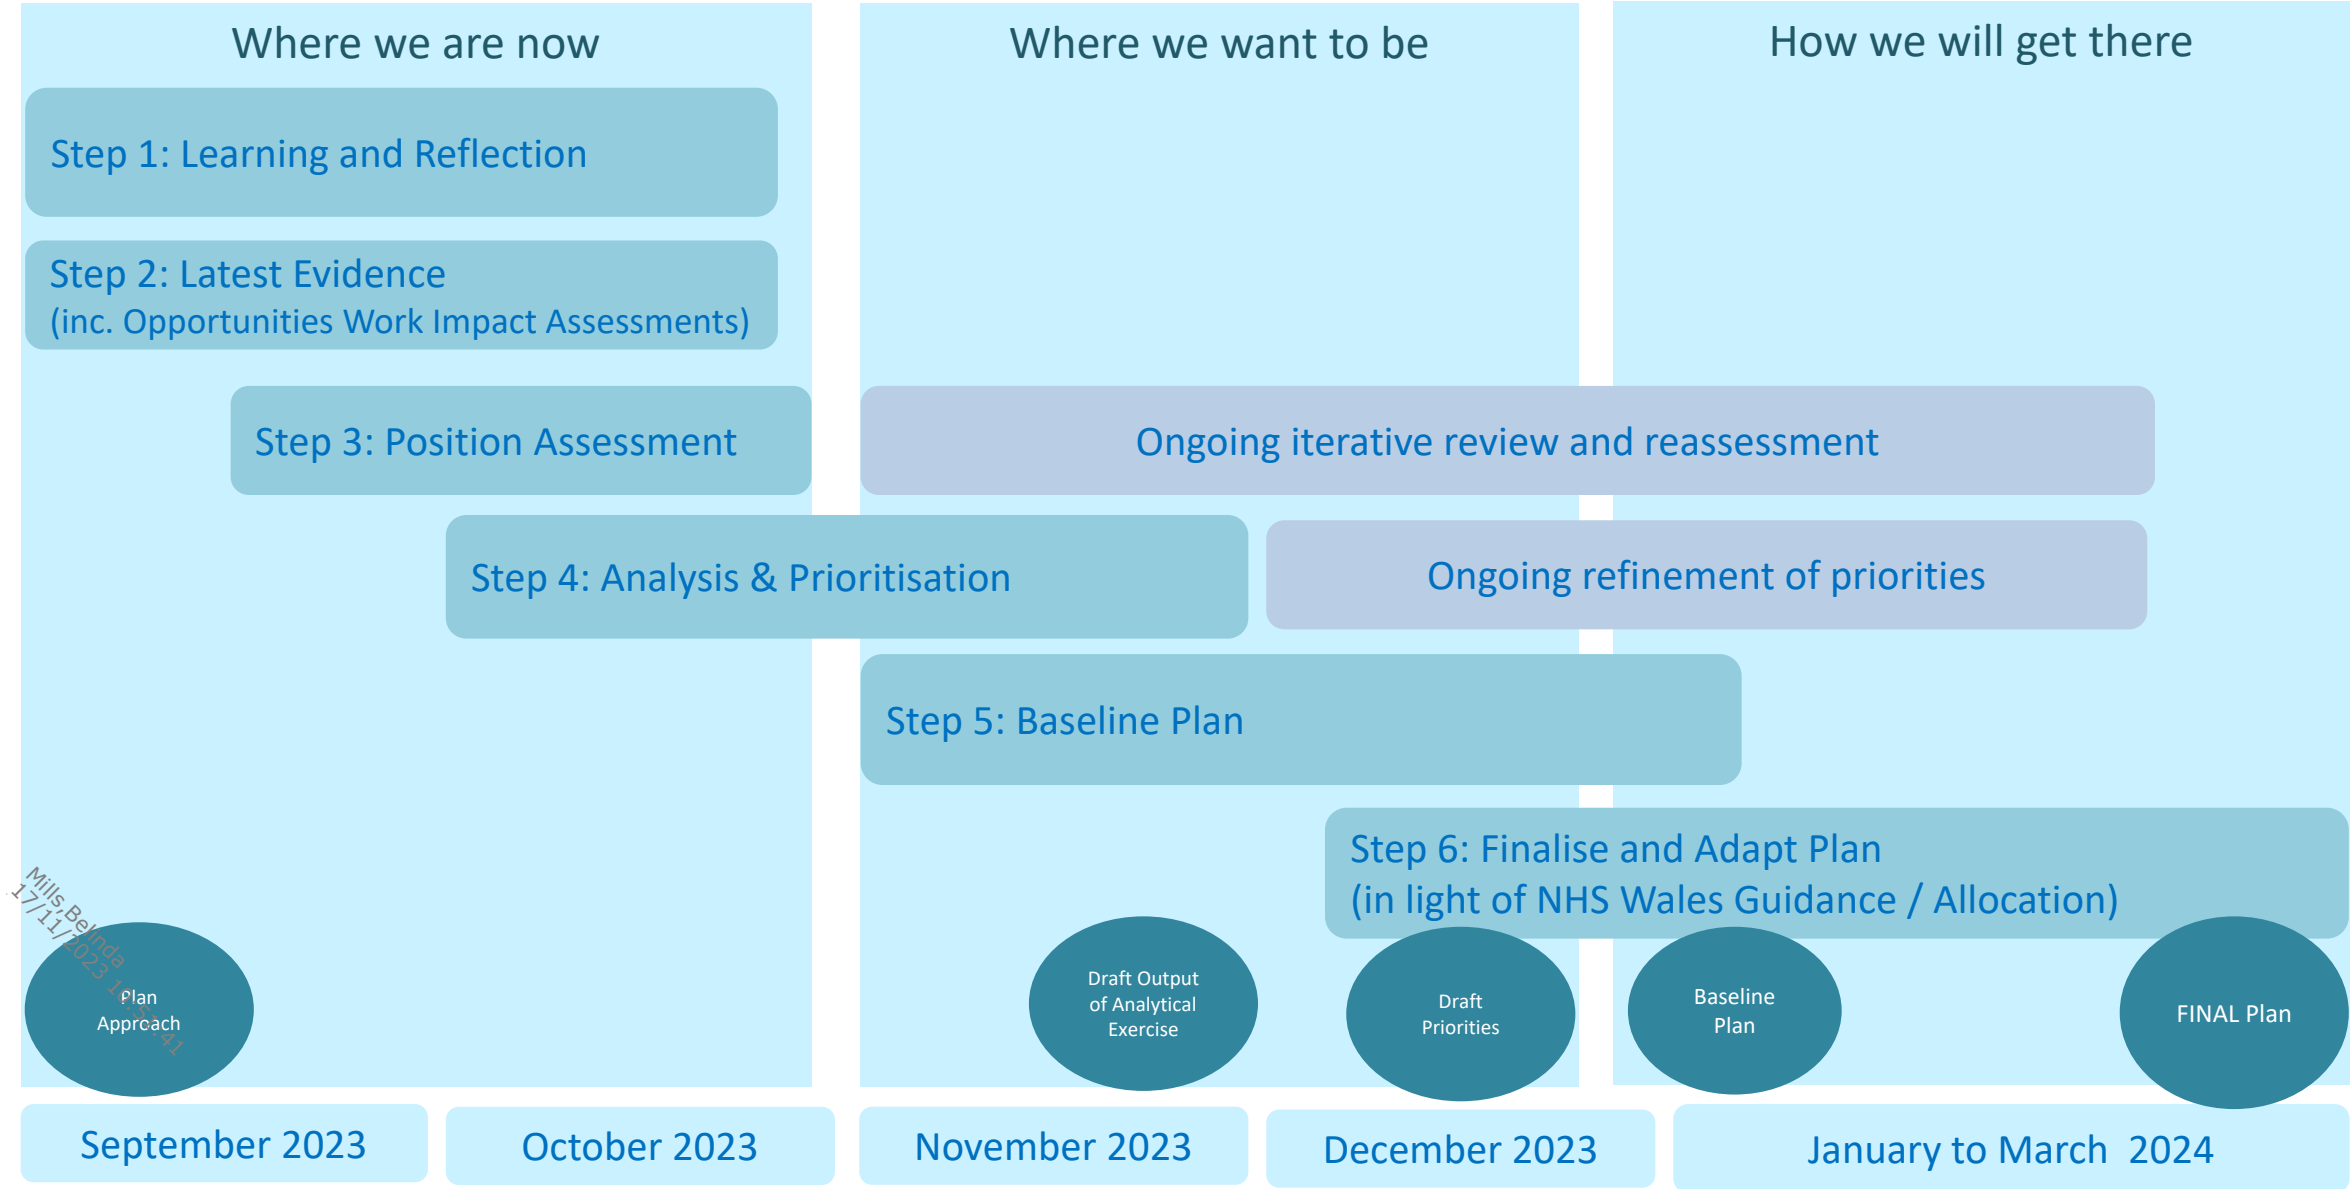 Where we are now
Where we want to be
How we will get there
Step 1: Learning and Reflection
Step 2: Latest Evidence
(inc. Opportunities Work Impact Assessments)
Step 3: Position Assessment
Ongoing iterative review and reassessment
Step 4: Analysis & Prioritisation
Ongoing refinement of priorities
Step 5: Baseline Plan
Step 6: Finalise and Adapt Plan
(in light of NHS Wales Guidance / Allocation)
Mills,Belinda
17/11/2023
Plan
Approach
Draft Output
of Analytical
Exercise
Draft
Priorities
Baseline
Plan
FINAL Plan
September 2023
October 2023
November 2023
December 2023
January to March 2024